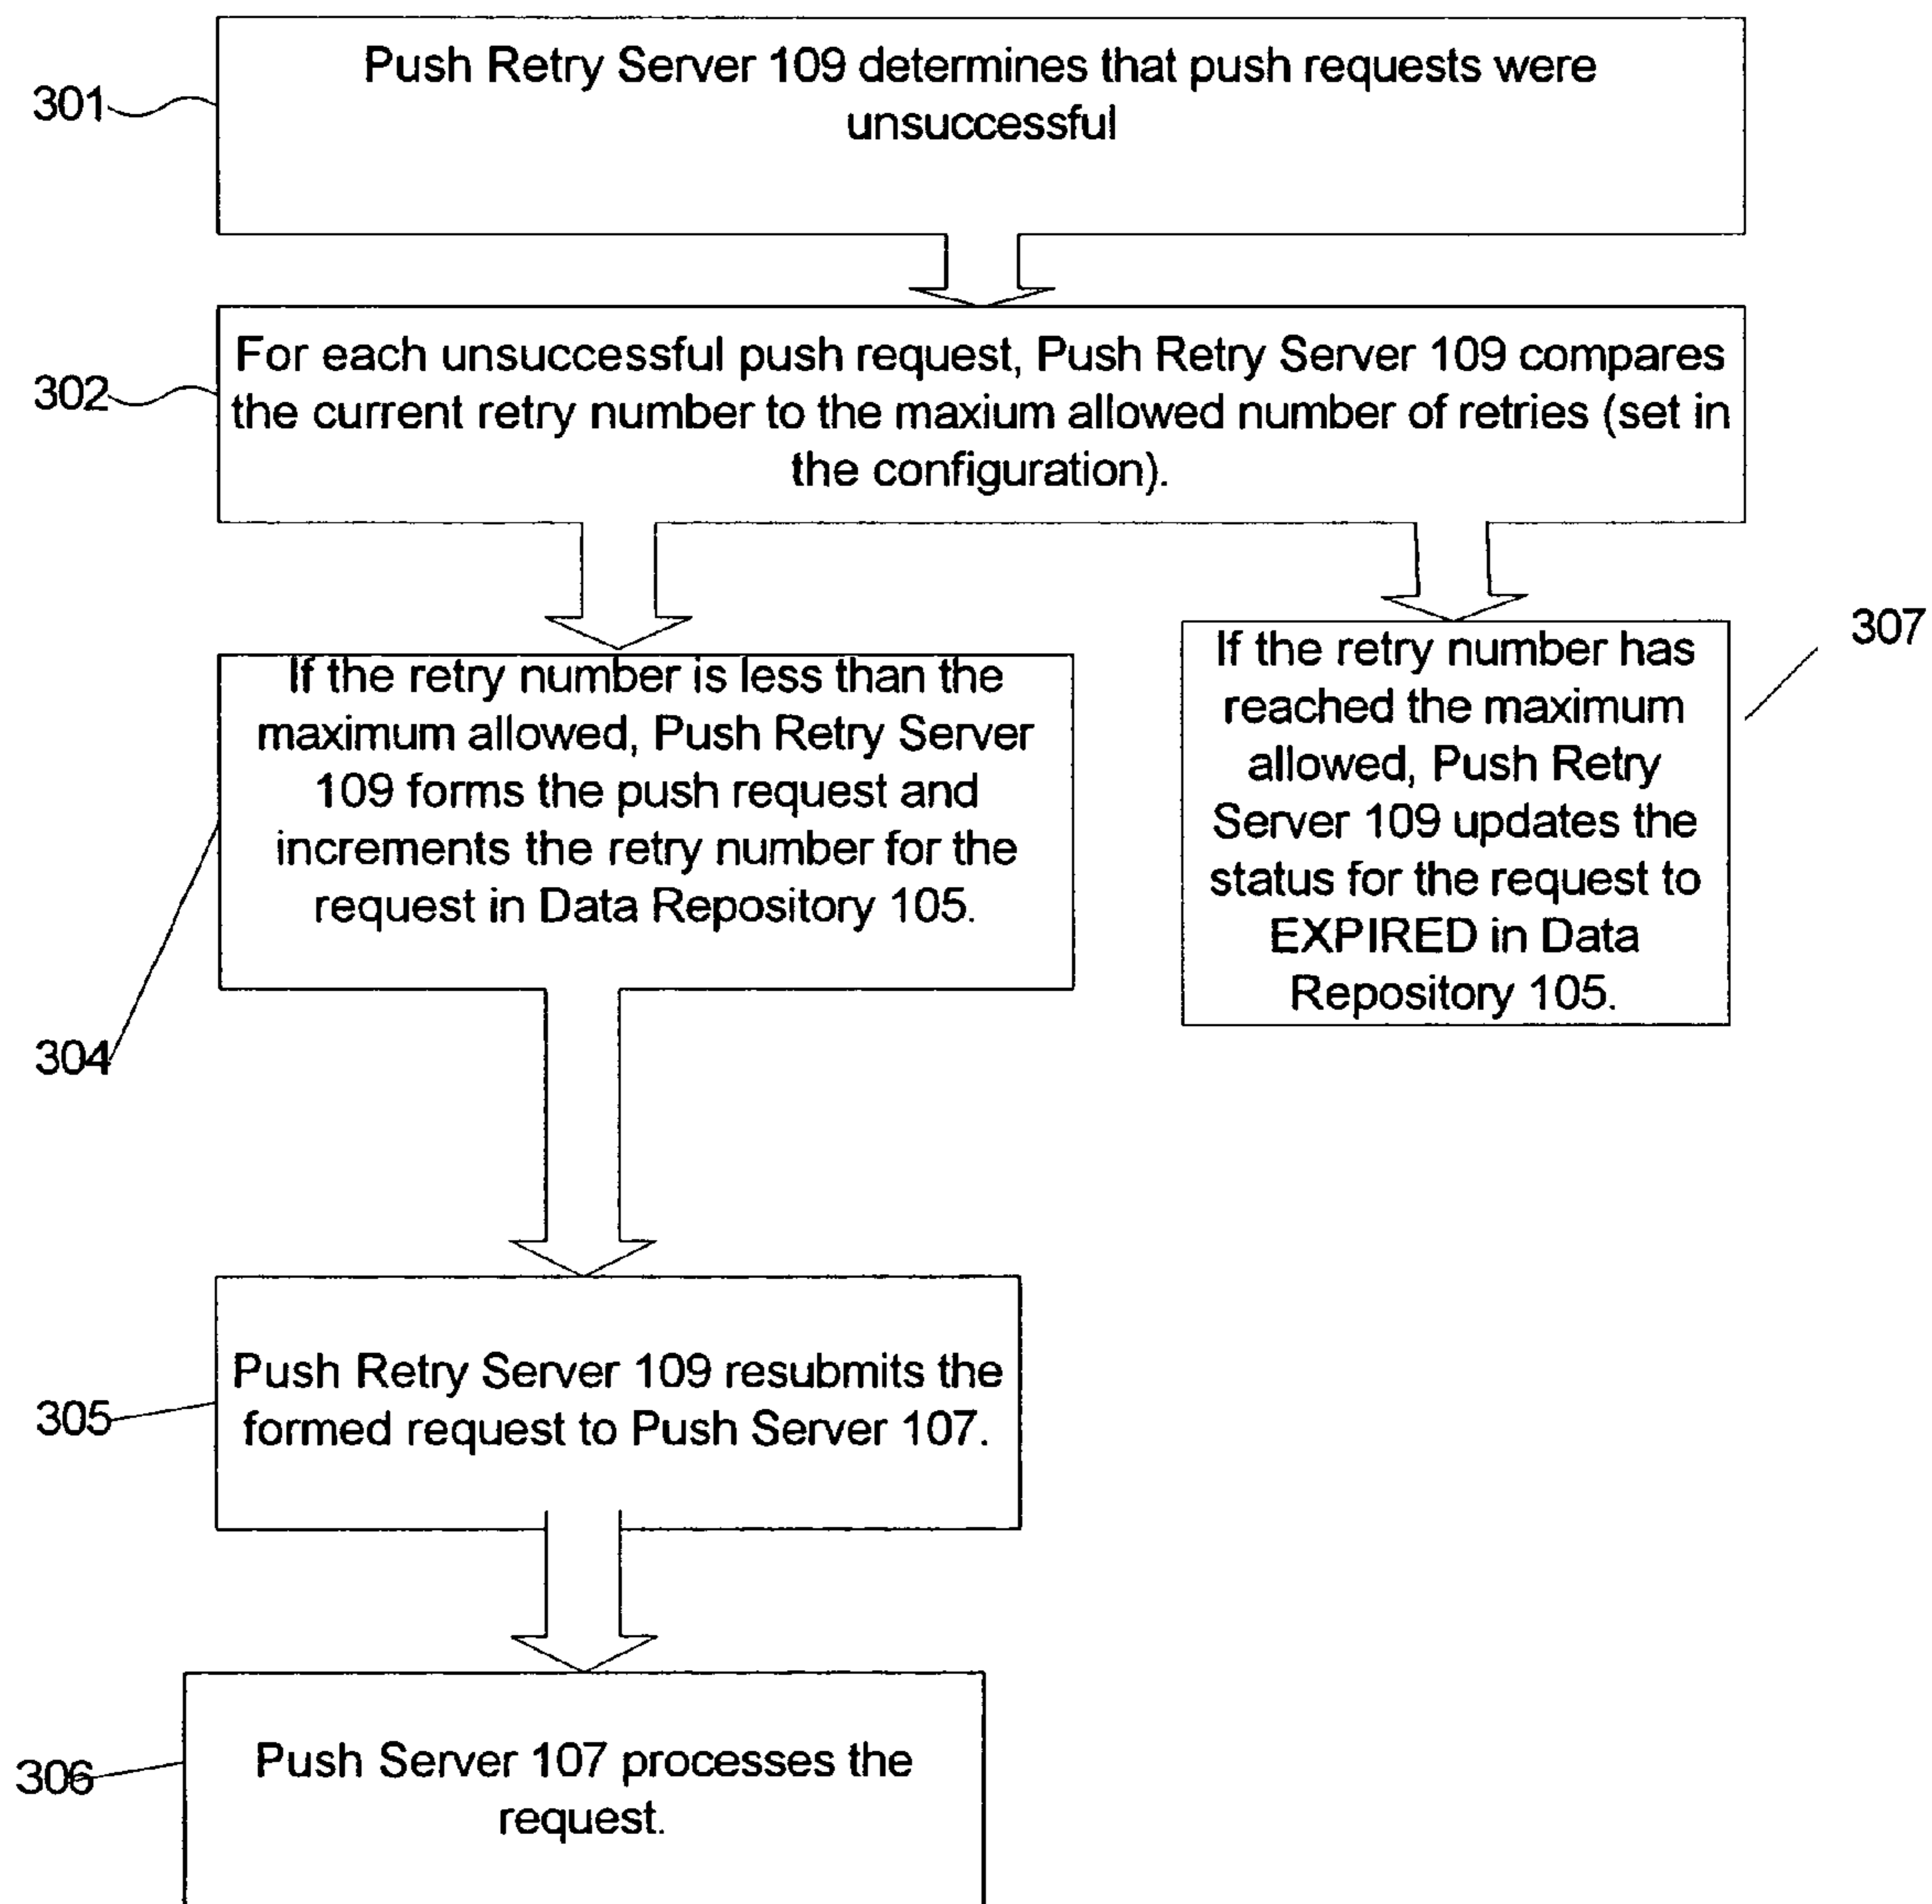 301
Push Retry Server 109 determines that push requests were
unsuccessful
302
For each unsuccessful push request, Push Retry Server 109 compares
the current retry number to the maxium allowed number of retries (set in
the configuration).
304
If the retry number is less than the
maximum allowed, Push Retry Server
109 forms the push request and
increments the retry number for the
request in Data Repository 105.
307
If the retry number has
reached the maximum
allowed, Push Retry
Server 109 updates the
status for the request to
EXPIRED in Data
Repository 105.
305
Push Retry Server 109 resubmits the
formed request to Push Server 107.
306
Push Server 107 processes the
request.